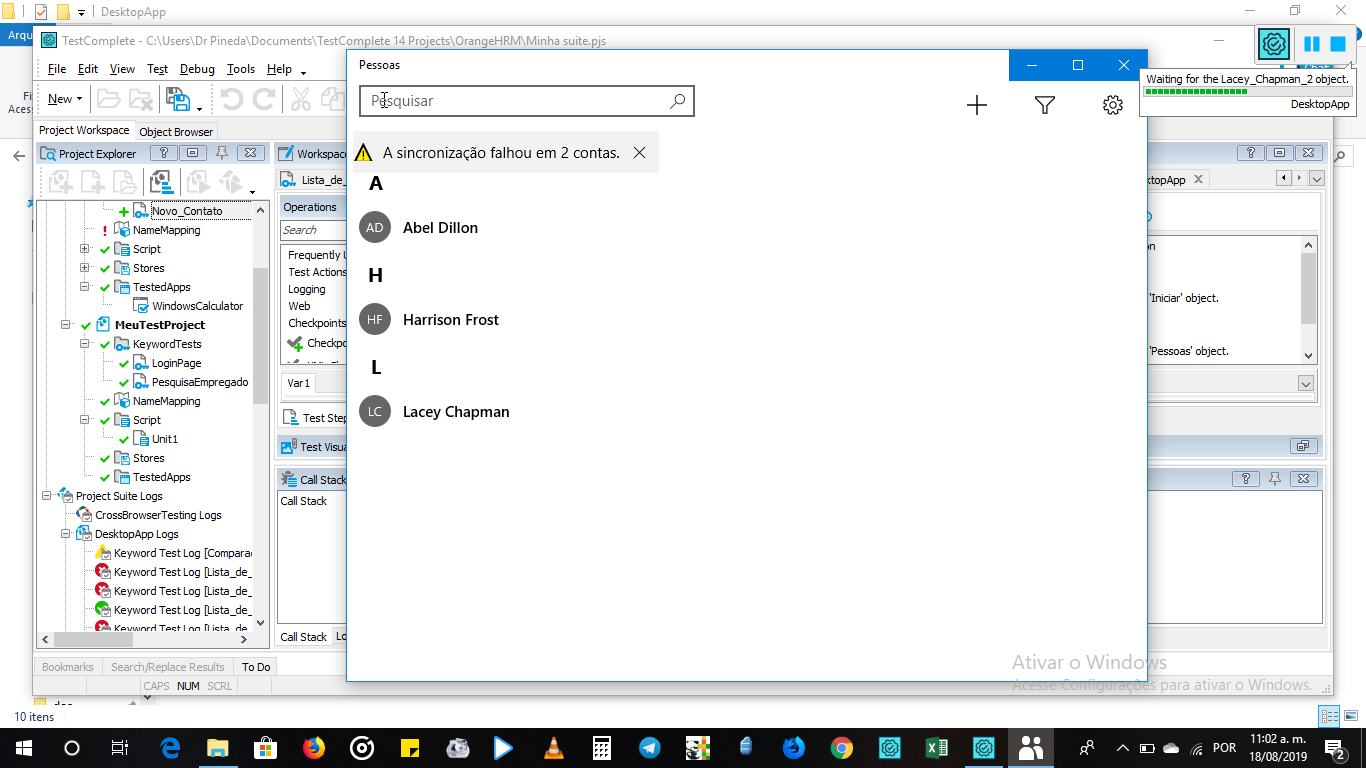 DesktopApp
Arqu
TestComplete - C:\Users\Dr Pineda\Documents\TestComplete 14 Projects\OrangeHRM\Minha suite.pjs
File Edit View Test Debug Tools Help
New
Project Workspace
Object Browser
Project Explorer
Novo_Contato
NameMapping
Script
Stores
TestedApps
WindowsCalculator
MeuTestProject
KeywordTests
LoginPage
PesquisaEmpregado
NameMapping
Script
Unit1
Stores
TestedApps
Project Suite Logs
CrossBrowserTesting Logs
DesktopApp Logs
Keyword Test Log [Compara
Keyword Test Log [Lista_de_
Keyword Test Log [Lista_de_
Keyword Test Log [Lista_de_
Keyword Test Log [Lista_de_
Workspace
Lista_de_
Operations
Search
Frequently U
Test Actions
Logging
Web
Checkpoints
Checkpo
Var1
Test Step
Test Visua
Call Stack
Call Stack
Call Stack
Lo
Pessoas
Pesquisar
A sincronização falhou em 2 contas.
A
AD Abel Dillon
H
HF Harrison Frost
L
LC Lacey Chapman
Waiting for the Lacey_Chapman_2 object.
DesktopApp
ktopApp
on
'Iniciar' object.
'Pessoas' object.
Bookmarks
Search/Replace Results
To Do
CAPS NUM SCRL
Ativar o Windows
Acesse Configurações para ativar o Windows.
10 itens
POR
11:02 a. m.
18/08/2019
2